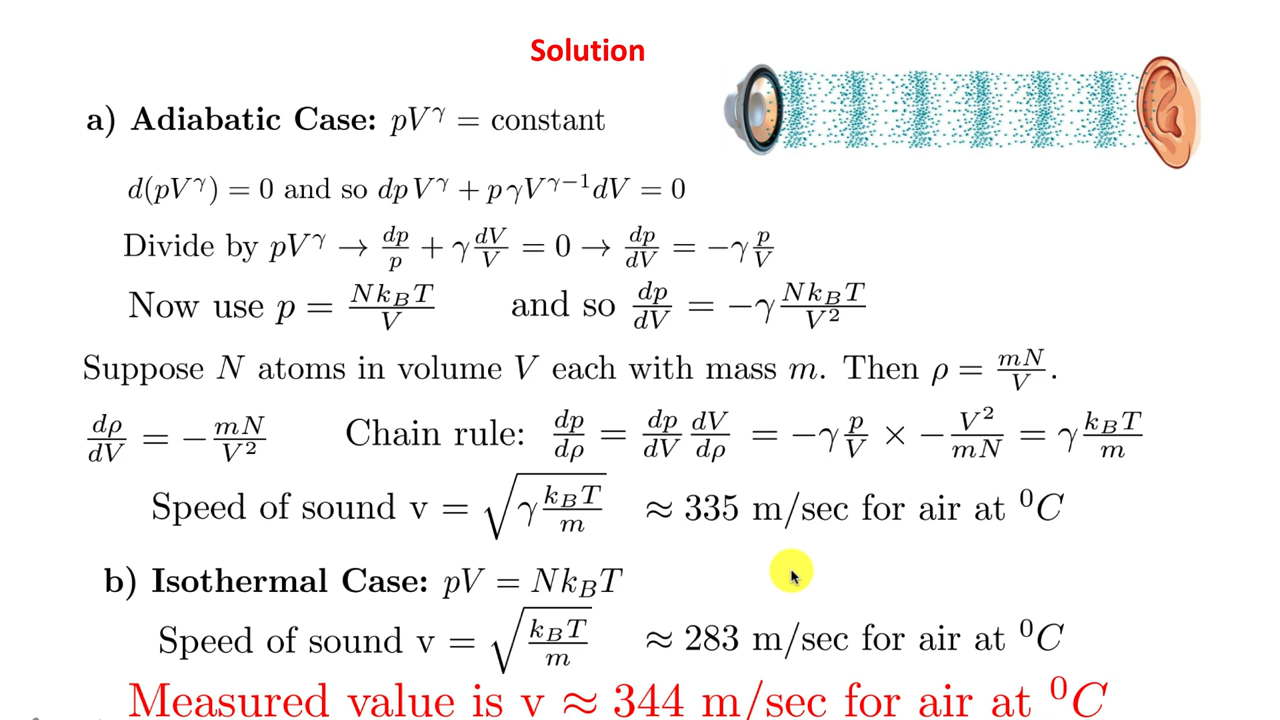 Solution
a) Adiabatic Case: pV^γ = constant
d(pV^γ) = 0 and so dp V^γ + p γV^{γ−1}dV = 0
Divide by pV^γ → dp/p + γ dV/V = 0 → dp/dV = −γ p/V
Now use p = Nk_BT/V and so dp/dV = −γ Nk_BT/V²
Suppose N atoms in volume V each with mass m. Then ρ = mN/V.
dρ/dV = − mN/V² Chain rule: dp/dρ = dp/dV dV/dρ = −γ p/V × − V²/mN = γ k_BT/m
Speed of sound v = √(γ k_BT/m) ≈ 335 m/sec for air at ⁰C
b) Isothermal Case: pV = Nk_BT
Speed of sound v = √(k_BT/m) ≈ 283 m/sec for air at ⁰C
Measured value is v ≈ 344 m/sec for air at ⁰C